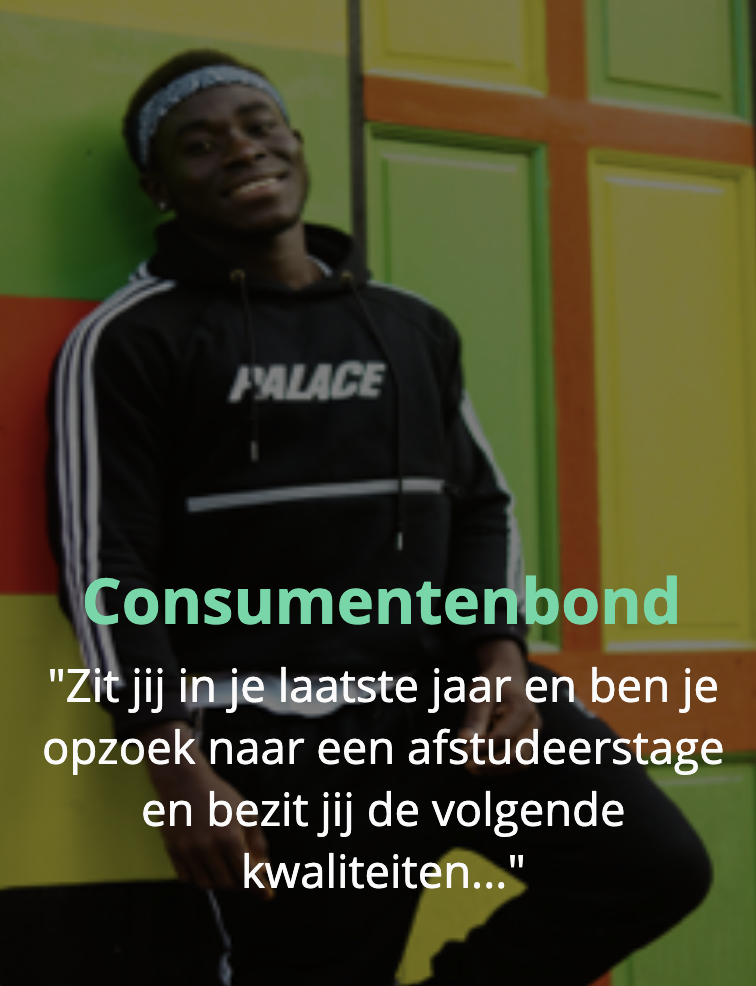 PALACE
Consumentenbond
"Zit jij in je laatste jaar en ben je
opzoek naar een afstudeerstage
en bezit jij de volgende
kwaliteiten..."